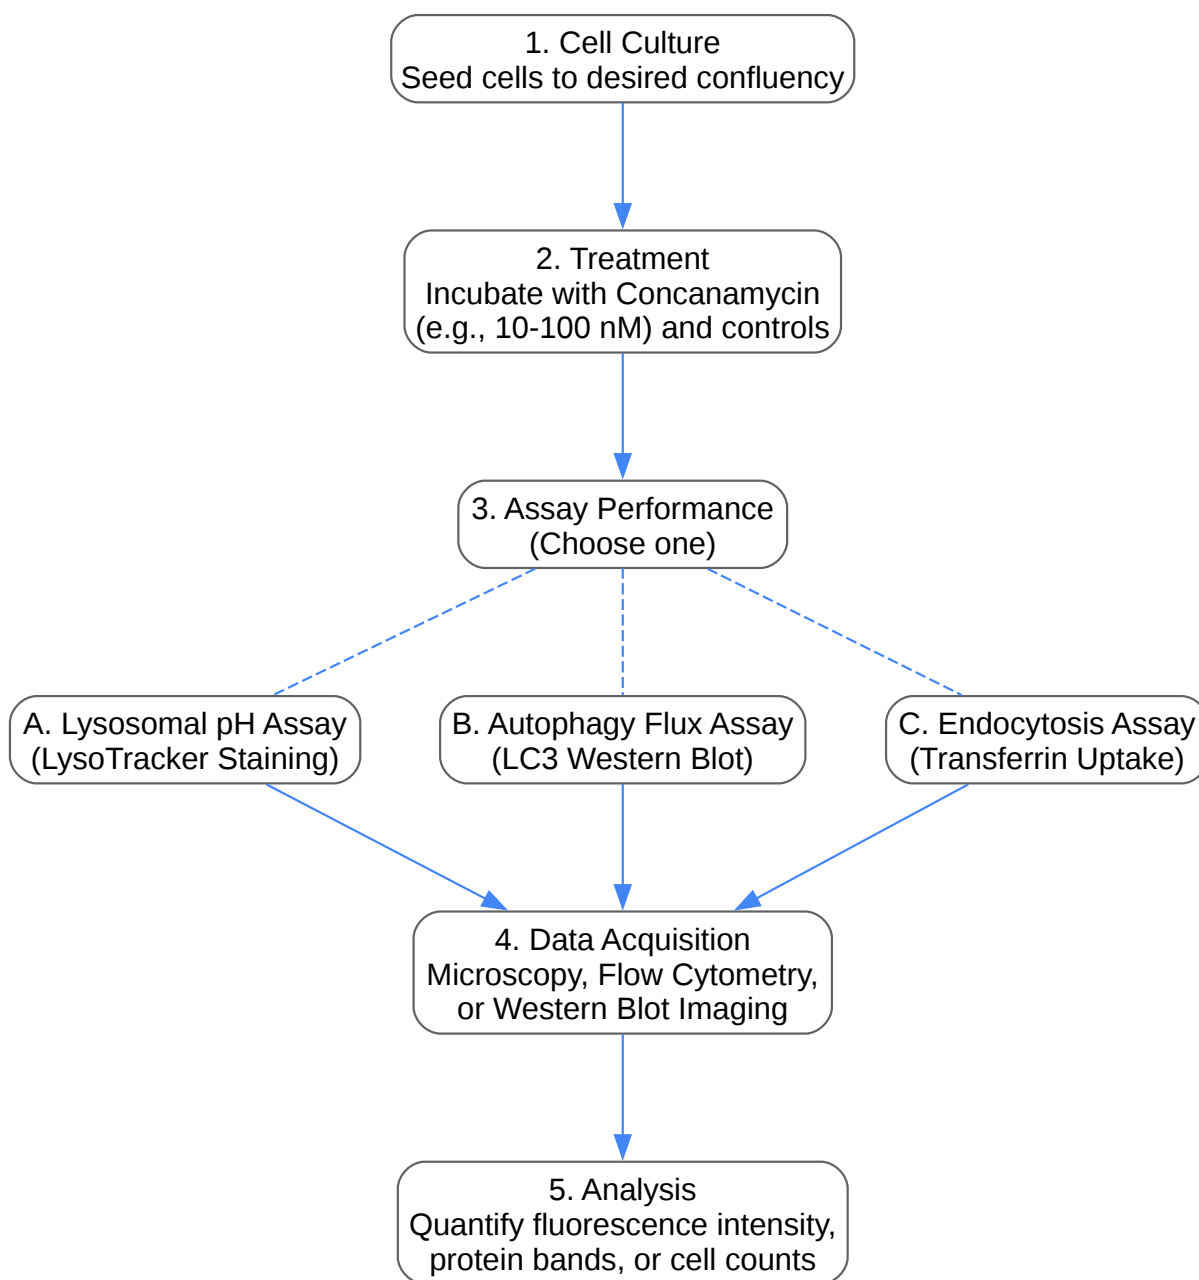 1. Cell Culture
Seed cells to desired confluency
2. Treatment
Incubate with Concanamycin
(e.g., 10-100 nM) and controls
3. Assay Performance
(Choose one)
A. Lysosomal pH Assay
(LysoTracker Staining)
B. Autophagy Flux Assay
(LC3 Western Blot)
C. Endocytosis Assay
(Transferrin Uptake)
4. Data Acquisition
Microscopy, Flow Cytometry,
or Western Blot Imaging
5. Analysis
Quantify fluorescence intensity,
protein bands, or cell counts